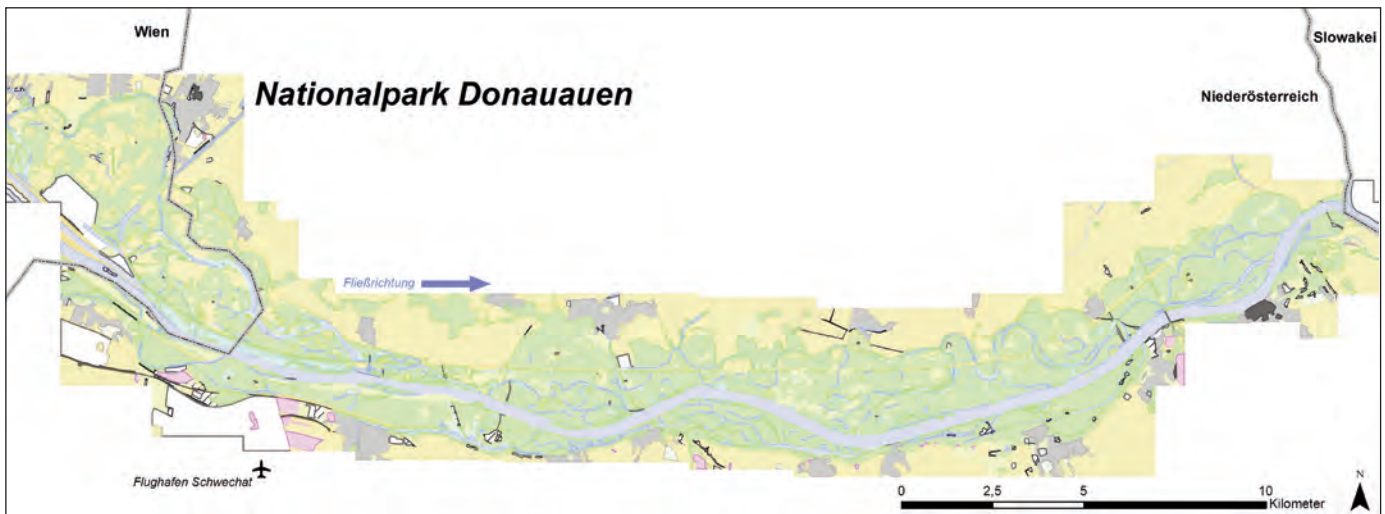 Wien
Slowakei
Nationalpark Donauauen
Niederösterreich
Fließrichtung
Flughafen Schwechat
N
0 2,5 5 10
Kilometer